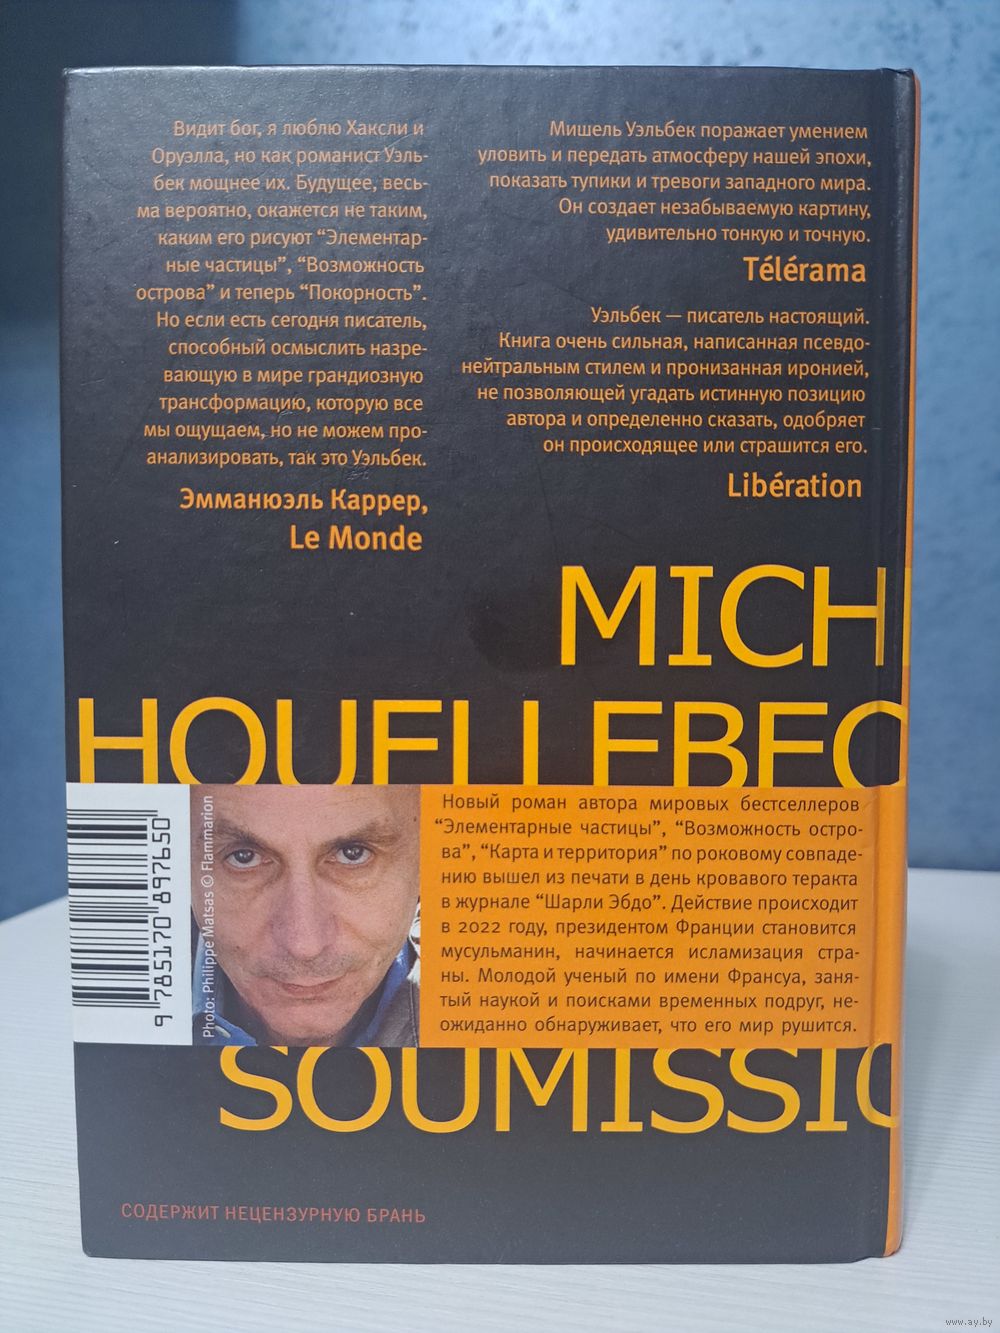 Видит бог, я люблю Хаксли и
Оруэлла, но как романист Уэль-
бек мощнее их. Будущее, весь-
ма вероятно, окажется не таким,
каким его рисуют “Элементар-
ные частицы”, “Возможность
острова” и теперь “Покорность”.
Но если есть сегодня писатель,
способный осмыслить назре-
вающую в мире грандиозную
трансформацию, которую все
мы ощущаем, но не можем про-
анализировать, так это Уэльбек.
Эммануэль Каррер,
Le Monde
Мишель Уэльбек поражает умением
уловить и передать атмосферу нашей эпохи,
показать тупики и тревоги западного мира.
Он создает незабываемую картину,
удивительно тонкую и точную.
Télérama
Уэльбек — писатель настоящий.
Книга очень сильная, написанная псевдо-
нейтральным стилем и пронизанная иронией,
не позволяющей угадать истинную позицию
автора и определенно сказать, одобряет
он происходящее или страшится его.
Libération
MICH
HOUELLEBEC
9 785170 897650
Photo: Philippe Matsas © Flammarion
Новый роман автора мировых бестселлеров
“Элементарные частицы”, “Возможность остро-
ва”, “Карта и территория” по роковому совпаде-
нию вышел из печати в день кровавого теракта
в журнале “Шарли Эбдо”. Действие происходит
в 2022 году, президентом Франции становится
мусульманин, начинается исламизация стра-
ны. Молодой ученый по имени Франсуа, заня-
тый наукой и поисками временных подруг, не-
ожиданно обнаруживает, что его мир рушится.
SOUMISSIO
СОДЕРЖИТ НЕЦЕНЗУРНУЮ БРАНЬ
www.ay.by